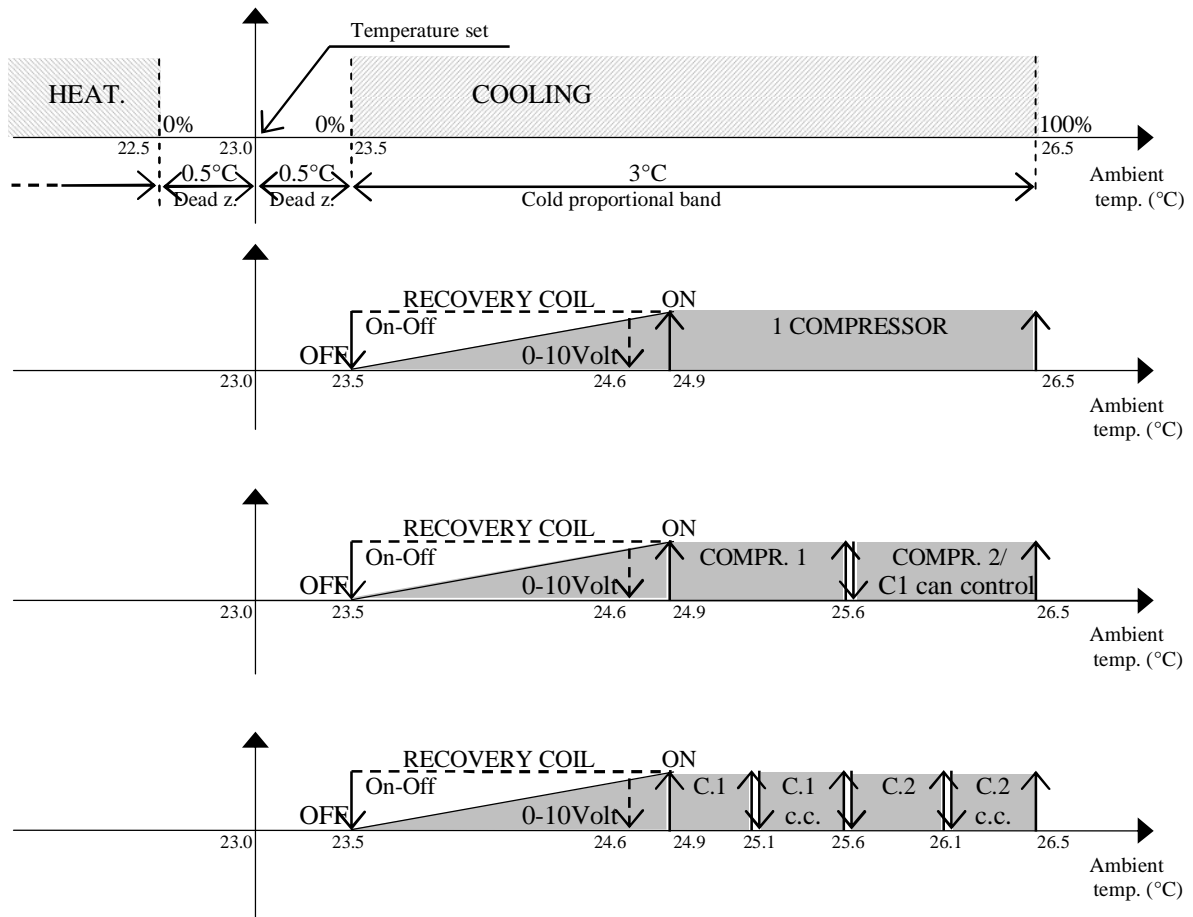 Temperature set
HEAT.
COOLING
0%
0%
100%
22.5
23.0
23.5
26.5
0.5°C
0.5°C
3°C
Ambient
Dead z.
Dead z.
Cold proportional band
temp. (°C)
RECOVERY COIL
ON
On-Off
1 COMPRESSOR
OFF
0-10Volt
23.0
23.5
24.6
24.9
26.5
Ambient
temp. (°C)
RECOVERY COIL
ON
On-Off
COMPR. 1
COMPR. 2/
OFF
0-10Volt
C1 can control
23.0
23.5
24.6
24.9
25.6
26.5
Ambient
temp. (°C)
RECOVERY COIL
ON
On-Off
C.1
C.1
C.2
C.2
OFF
0-10Volt
c.c.
c.c.
23.0
23.5
24.6
24.9
25.1
25.6
26.1
26.5
Ambient
temp. (°C)